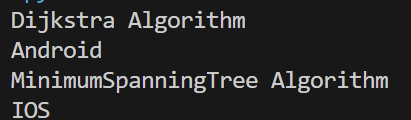 Dijkstra Algorithm
Android
MinimumSpanningTree Algorithm
IOS